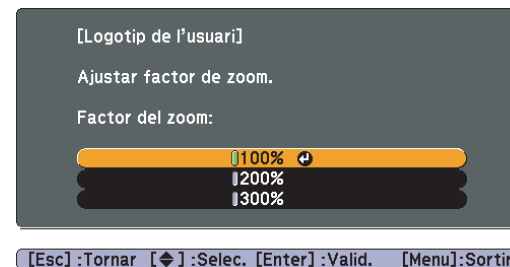 [Logotip de l'usuari]
Ajustar factor de zoom.
Factor del zoom:
100%
200%
300%
[Esc] :Tornar [◆] :Selec. [Enter] :Valid. [Menu]:Sortir